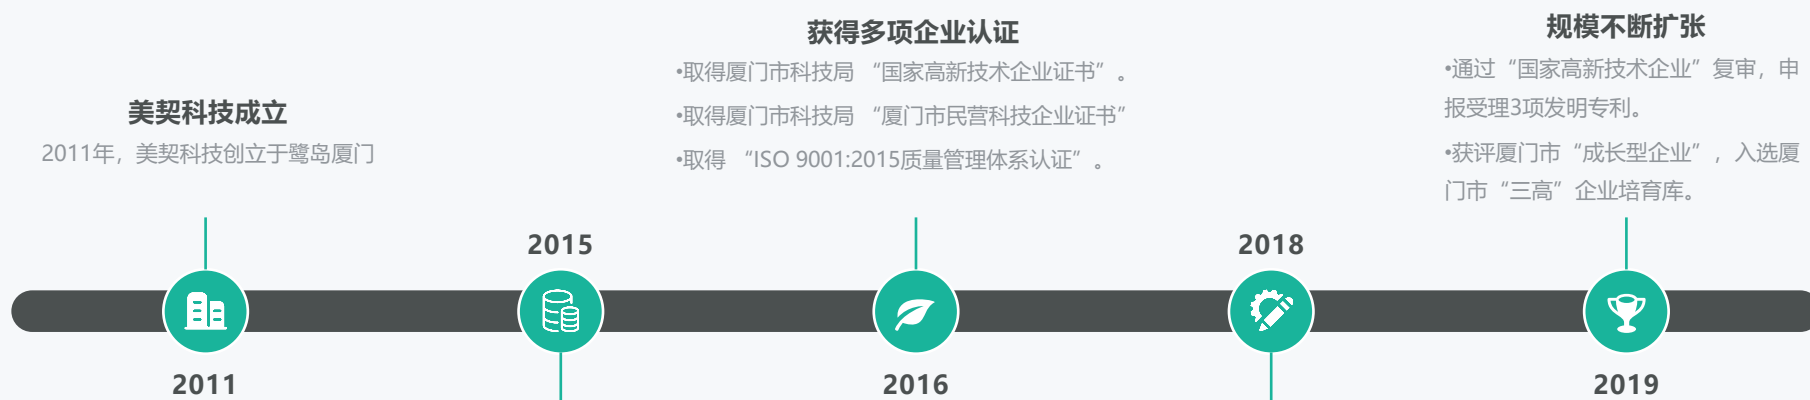 美契科技成立
2011年，美契科技创立于鹭岛厦门
2011
2015
获得多项企业认证
•取得厦门市科技局 “国家高新技术企业证书” 。
•取得厦门市科技局 “厦门市民营科技企业证书”
•取得 “ISO 9001:2015质量管理体系认证” 。
2016
2018
规模不断扩张
•通过“国家高新技术企业”复审，申
报受理3项发明专利。
•获评厦门市“成长型企业”，入选厦
门市“三高”企业培育库。
2019